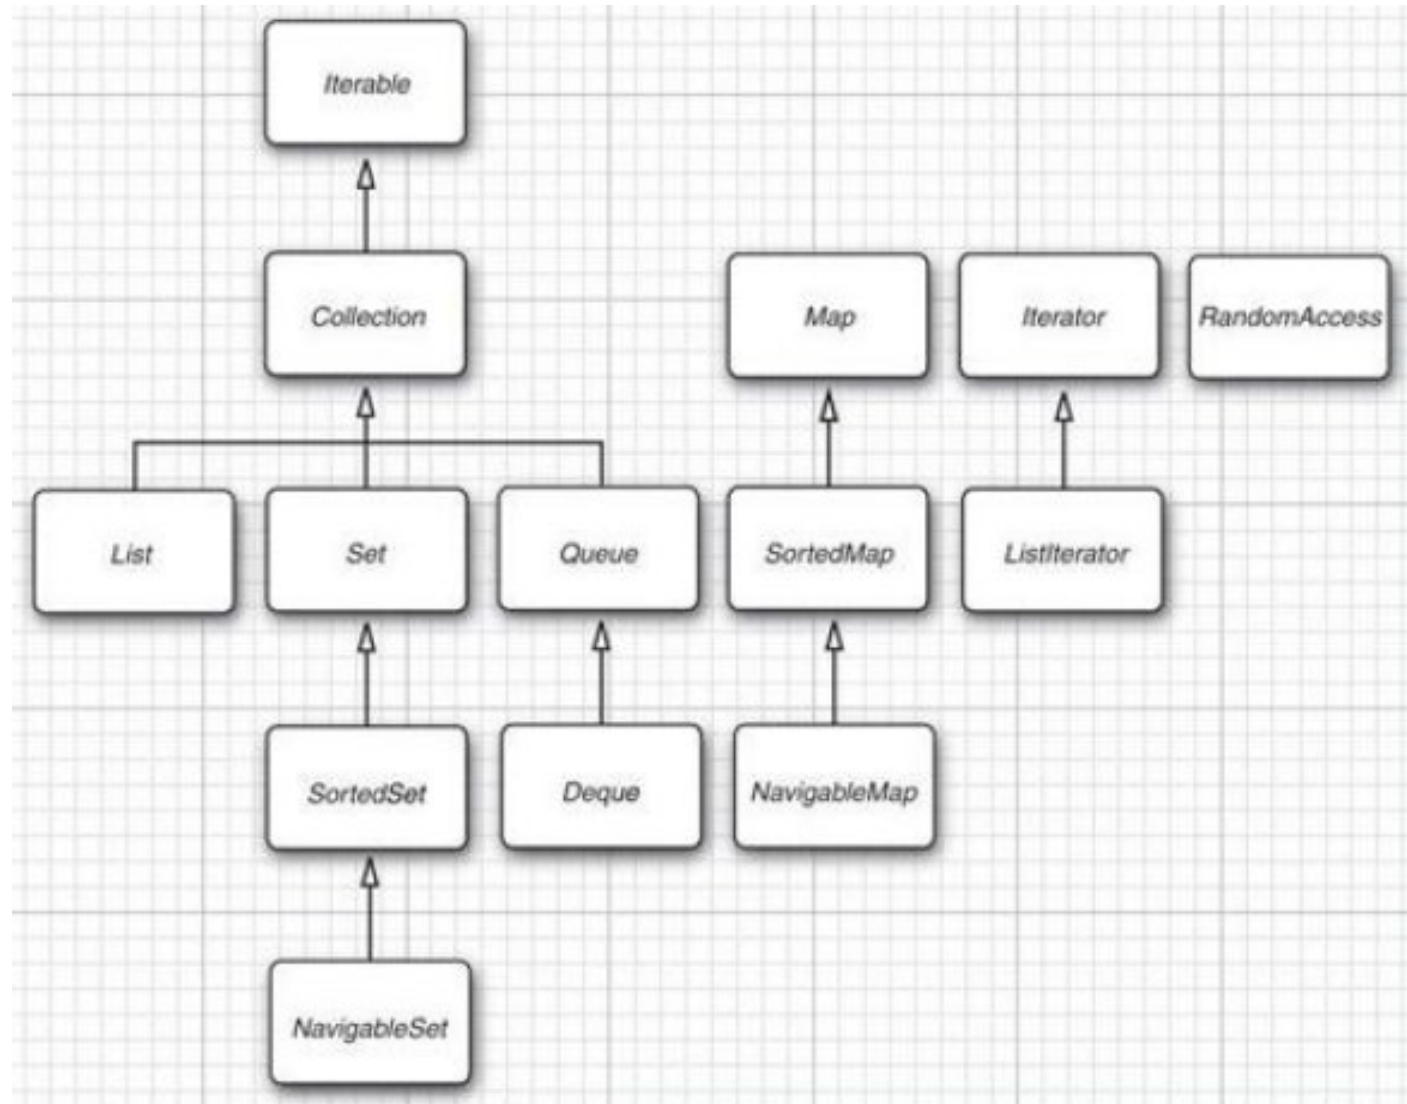 Iterable
Collection
Map
Iterator
RandomAccess
List
Set
Queue
SortedMap
ListIterator
SortedSet
Deque
NavigableMap
NavigableSet